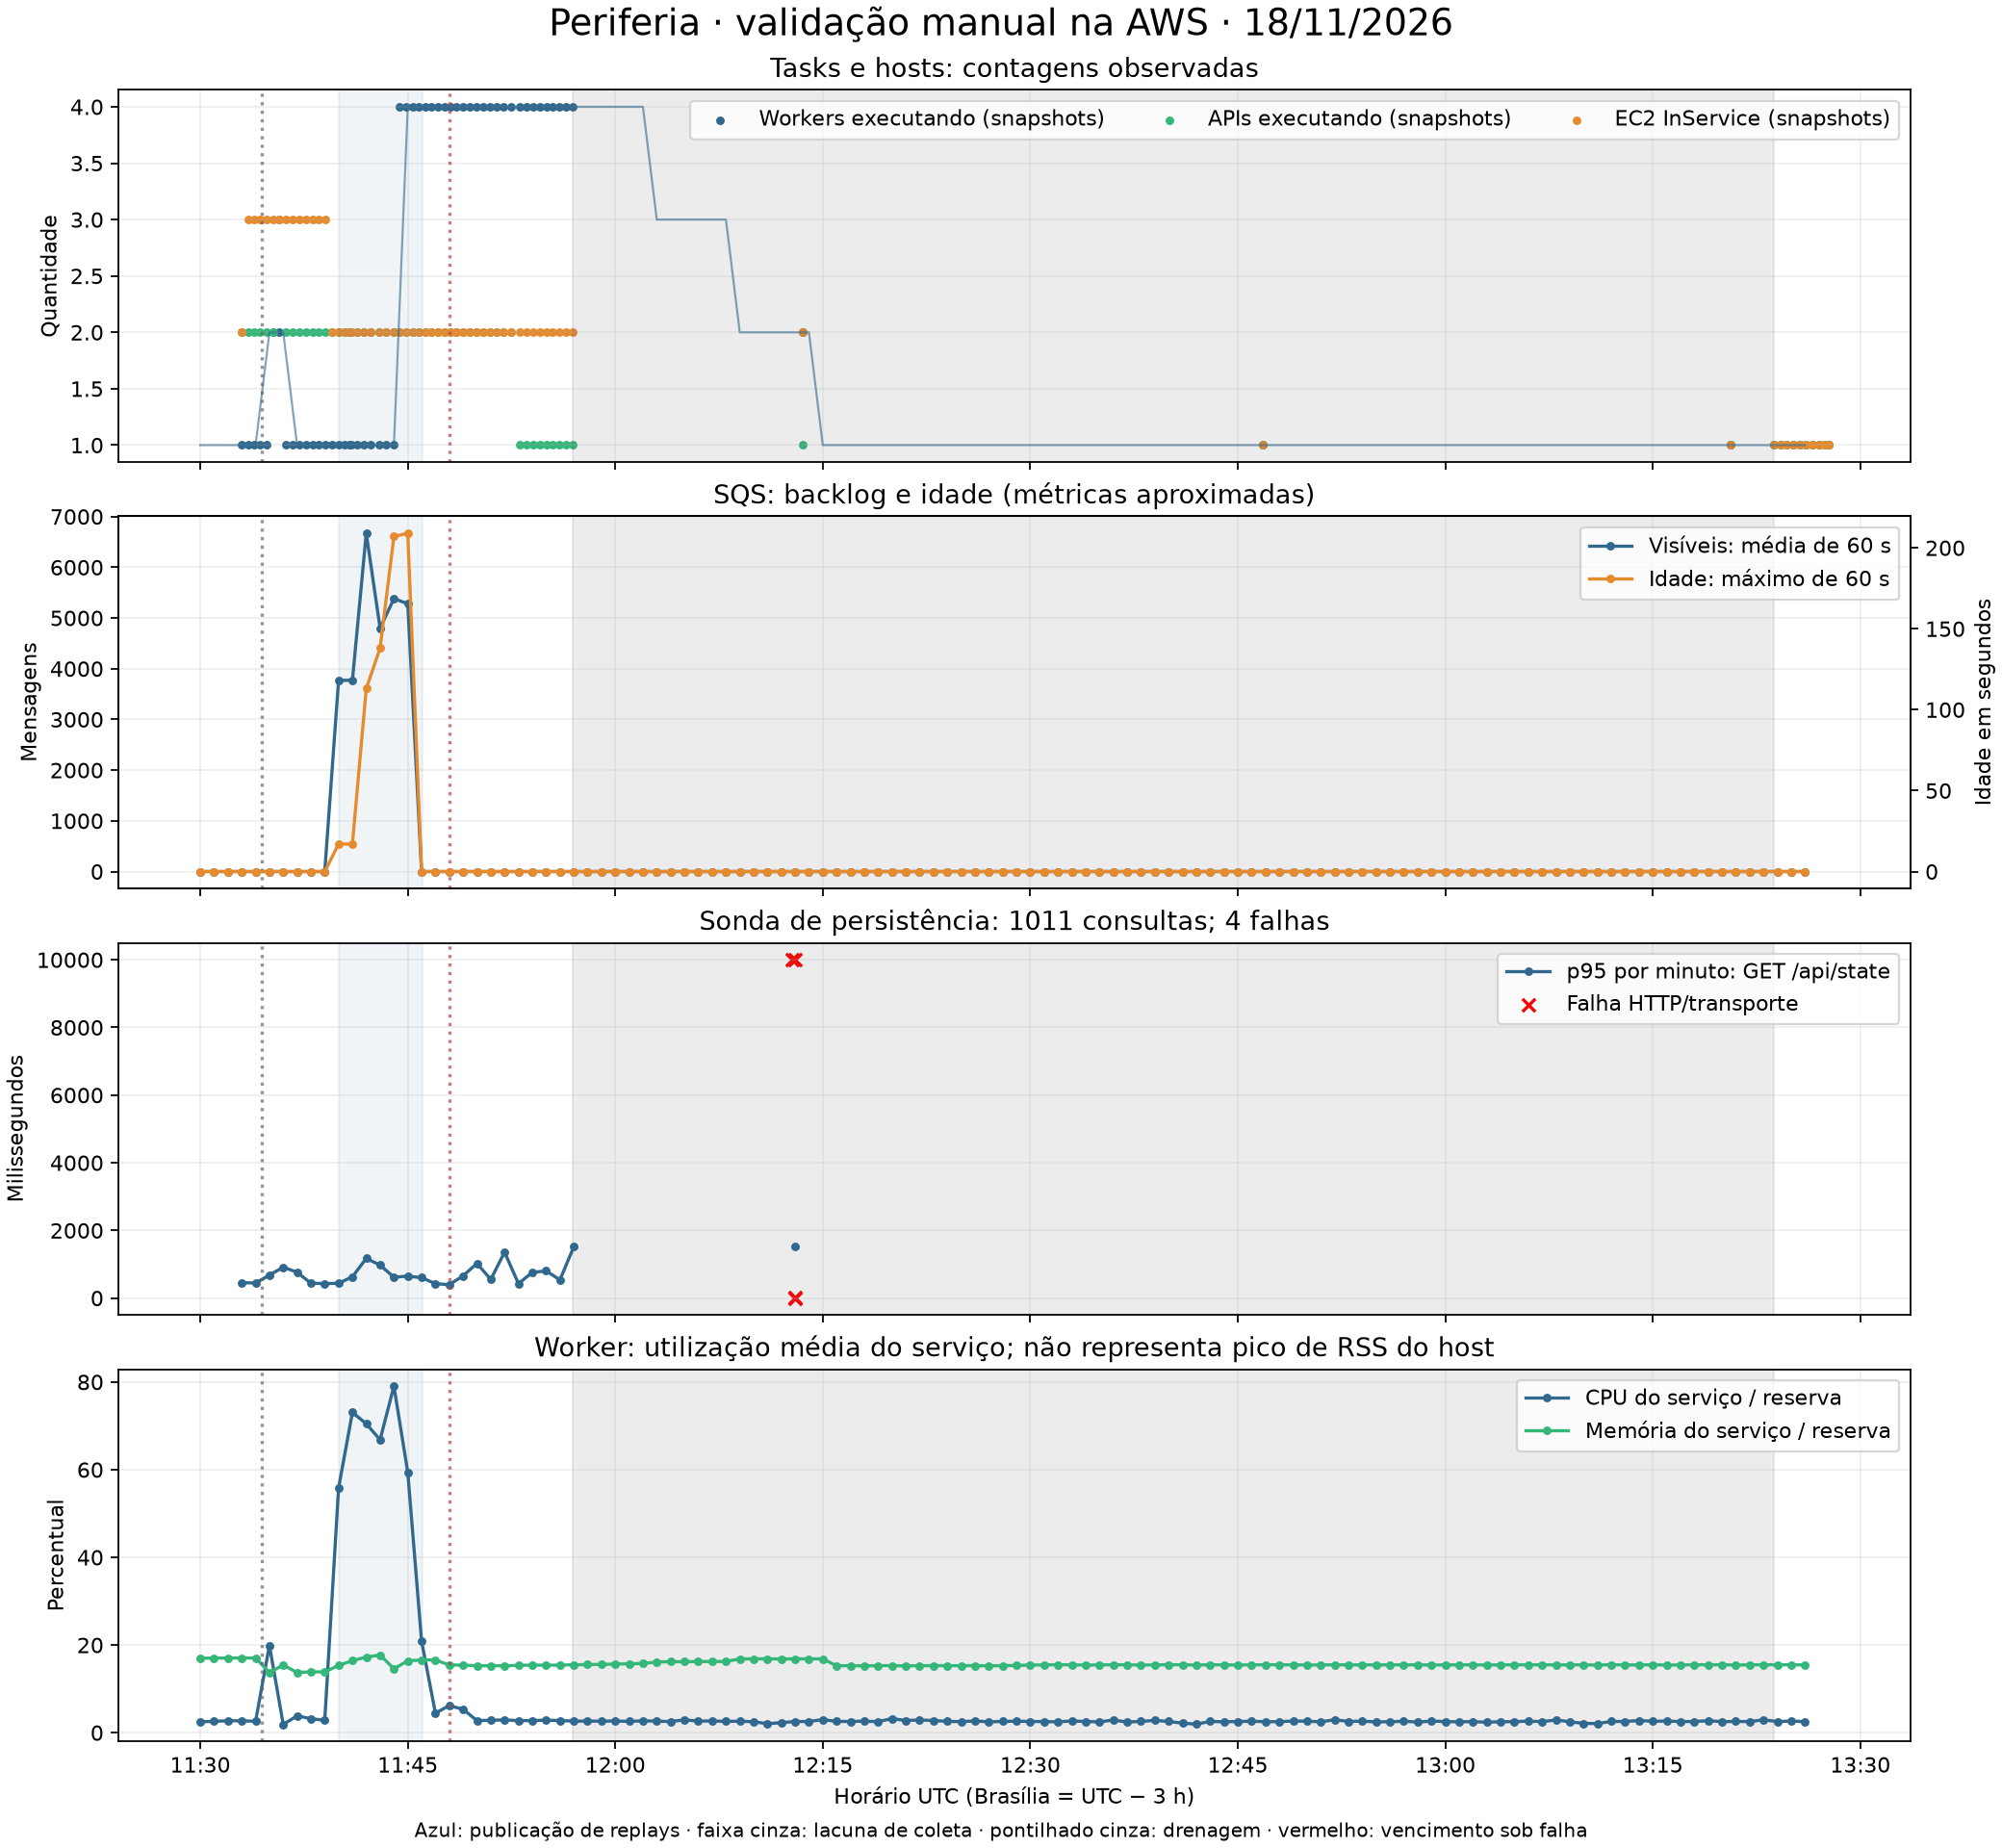 Periferia · validação manual na AWS · 18/11/2026
Tasks e hosts: contagens observadas
Workers executando (snapshots)
APIs executando (snapshots)
EC2 InService (snapshots)
Quantidade
4.0
3.5
3.0
2.5
2.0
1.5
1.0
SQS: backlog e idade (métricas aproximadas)
Visíveis: média de 60 s
Idade: máximo de 60 s
Mensagens
7000
6000
5000
4000
3000
2000
1000
0
200
150
100
50
0
Idade em segundos
Sonda de persistência: 1011 consultas; 4 falhas
p95 por minuto: GET /api/state
Falha HTTP/transporte
Milissegundos
10000
8000
6000
4000
2000
0
Worker: utilização média do serviço; não representa pico de RSS do host
CPU do serviço / reserva
Memória do serviço / reserva
Percentual
80
60
40
20
0
11:30
11:45
12:00
12:15
12:30
12:45
13:00
13:15
13:30
Horário UTC (Brasília = UTC − 3 h)
Azul: publicação de replays · faixa cinza: lacuna de coleta · pontilhado cinza: drenagem · vermelho: vencimento sob falha